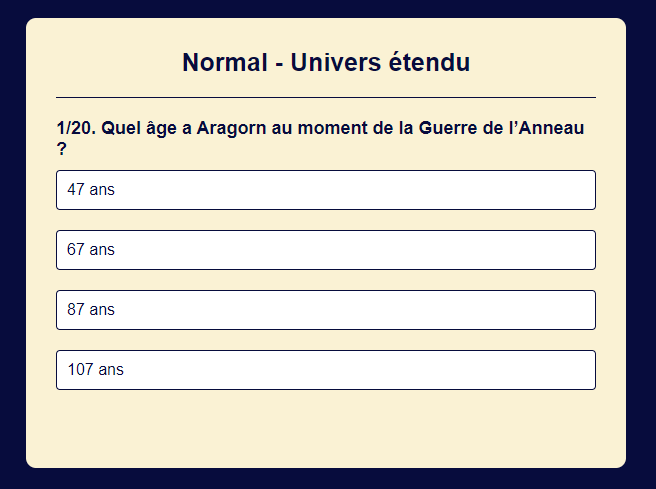 Normal - Univers étendu
1/20. Quel âge a Aragorn au moment de la Guerre de l’Anneau
?
47 ans
67 ans
87 ans
107 ans